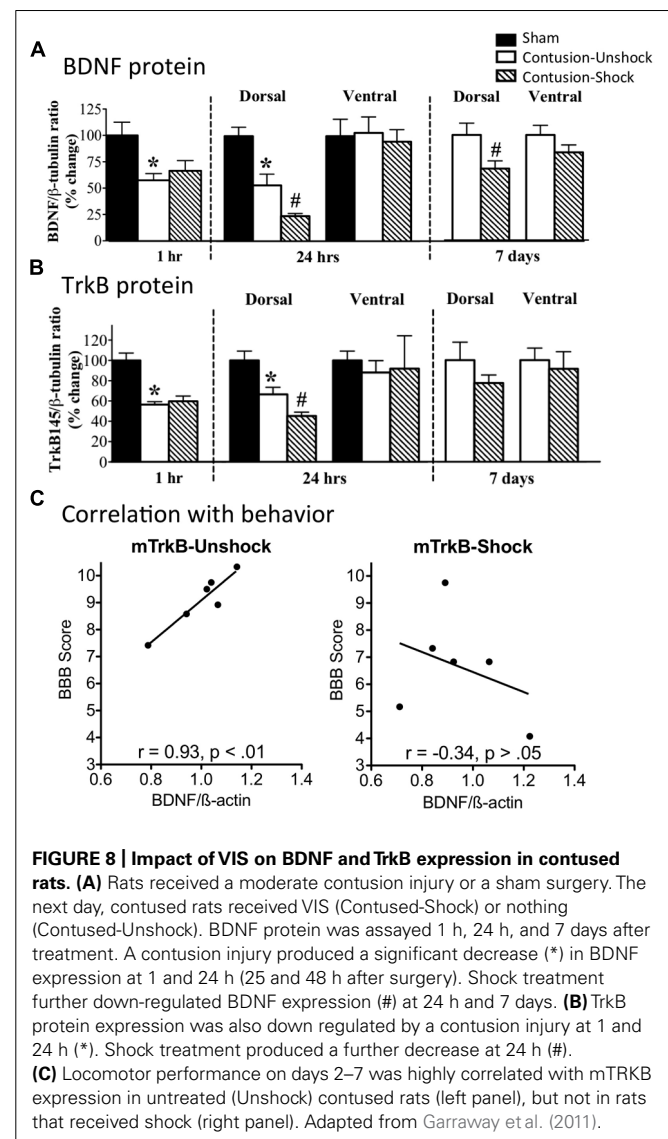 A
BDNF protein
Sham
Contusion-Unshock
Contusion-Shock
Dorsal
Ventral
Dorsal
Ventral
BDNF/β-tubulin ratio
(% change)
125
100
75
50
25
0
*
*
#
#
1 hr
24 hrs
7 days
B
TrkB protein
Dorsal
Ventral
Dorsal
Ventral
TrkB145/β-tubulin ratio
(% change)
120
100
80
60
40
20
0
*
*
#
1 hr
24 hrs
7 days
C
Correlation with behavior
mTrkB-Unshock
BBB Score
10
9
8
7
6
5
4
3
r = 0.93, p < .01
0.6 0.8 1.0 1.2 1.4
BDNF/ß-actin
mTrkB-Shock
BBB Score
10
9
8
7
6
5
4
3
r = -0.34, p > .05
0.6 0.8 1.0 1.2 1.4
BDNF/ß-actin
FIGURE 8 | Impact of VIS on BDNF and TrkB expression in contused
rats. (A) Rats received a moderate contusion injury or a sham surgery. The
next day, contused rats received VIS (Contused-Shock) or nothing
(Contused-Unshock). BDNF protein was assayed 1 h, 24 h, and 7 days after
treatment. A contusion injury produced a significant decrease (*) in BDNF
expression at 1 and 24 h (25 and 48 h after surgery). Shock treatment
further down-regulated BDNF expression (#) at 24 h and 7 days. (B) TrkB
protein expression was also down regulated by a contusion injury at 1 and
24 h (*). Shock treatment produced a further decrease at 24 h (#).
(C) Locomotor performance on days 2–7 was highly correlated with mTRKB
expression in untreated (Unshock) contused rats (left panel), but not in rats
that received shock (right panel). Adapted from Garraway et al. (2011).